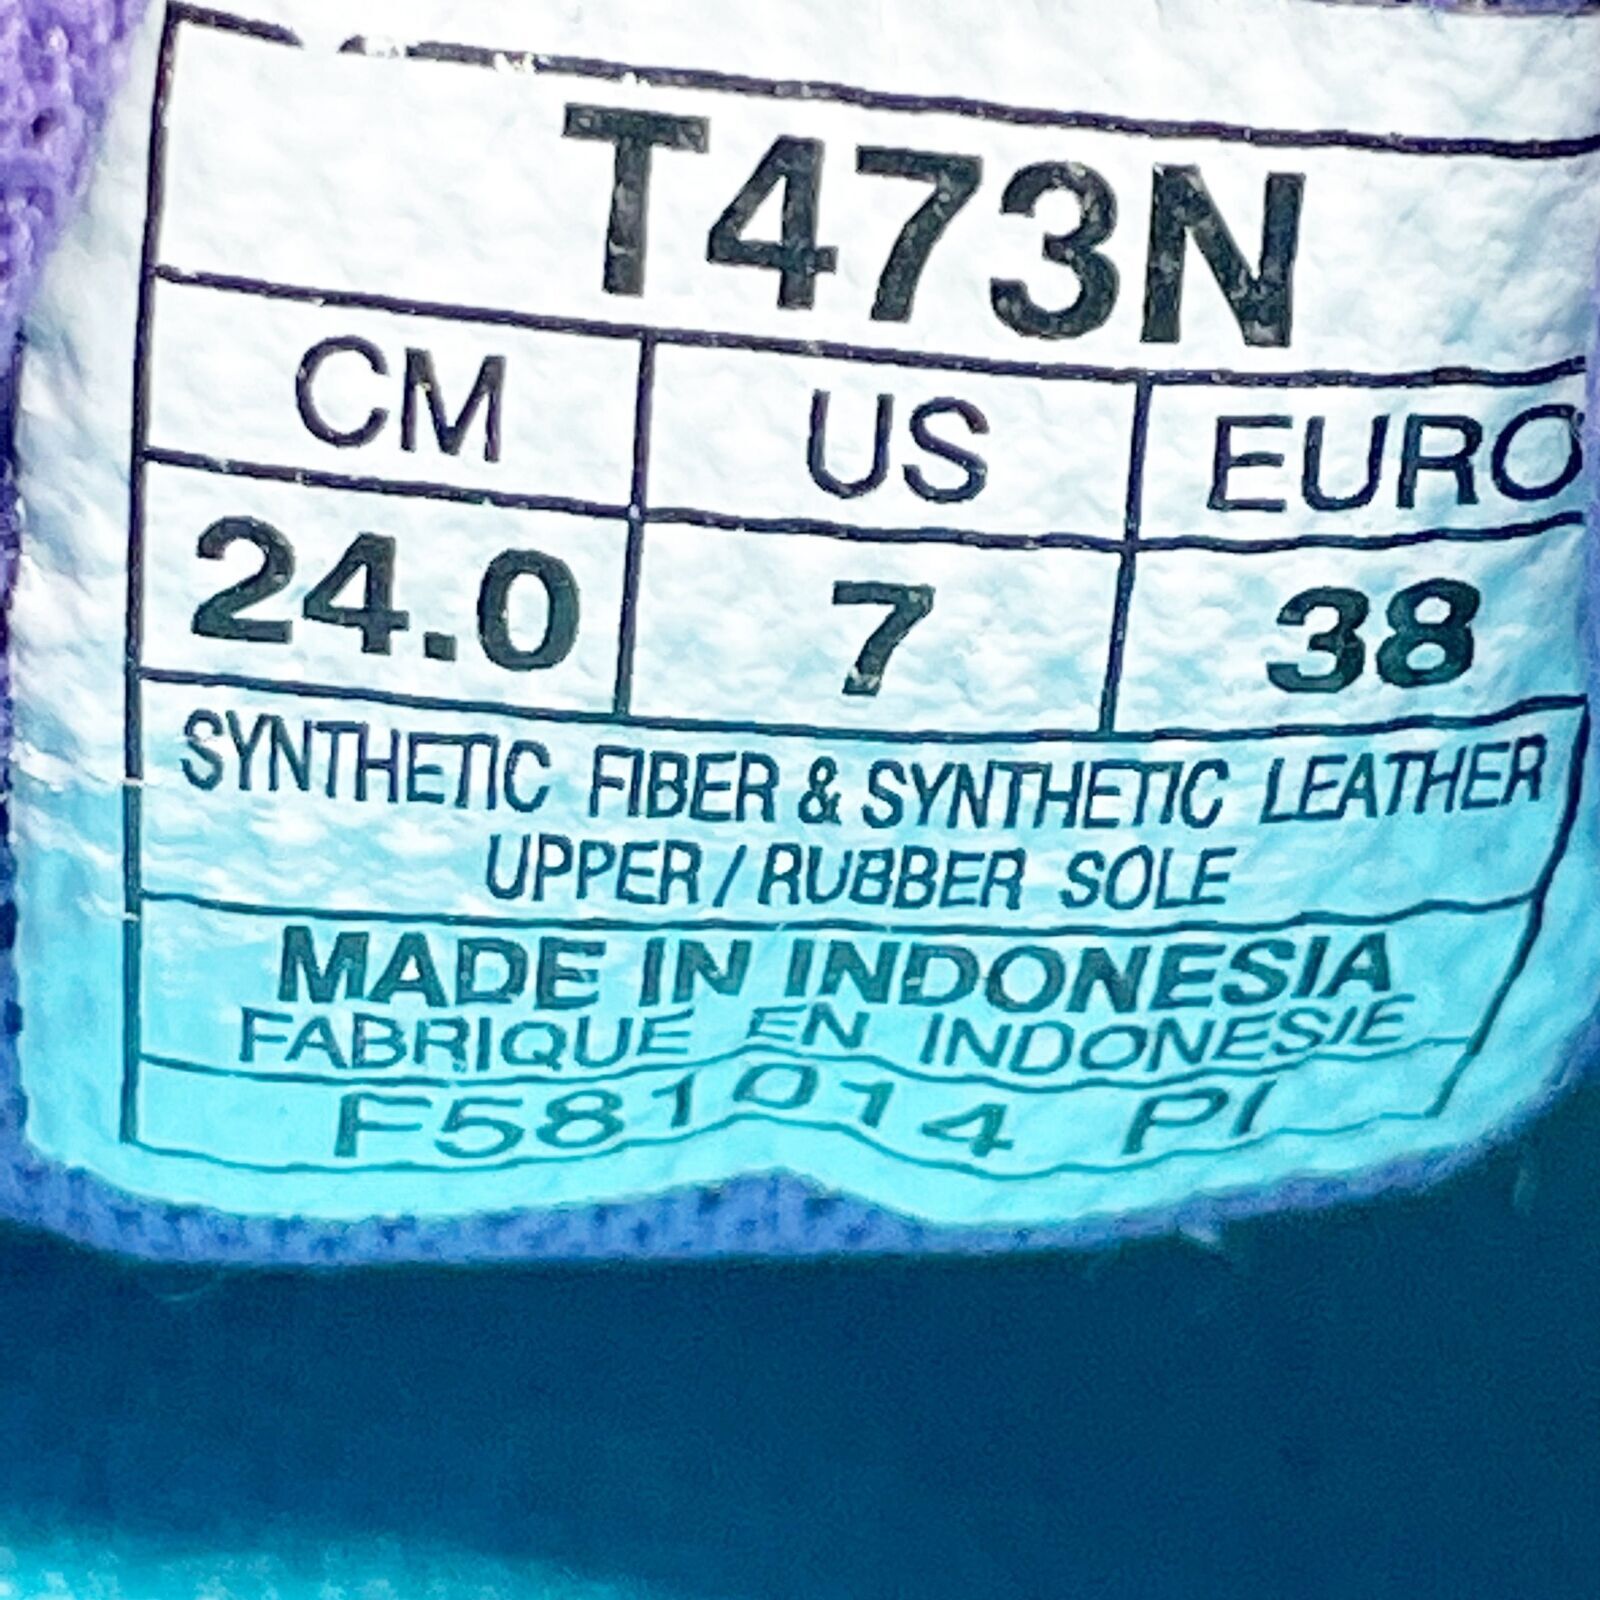 T473N
CM US EURO
24.0 7 38
SYNTHETIC FIBER & SYNTHETIC LEATHER
UPPER / RUBBER SOLE
MADE IN INDONESIA
FABRIQUE EN INDONESIE
F581014 PI